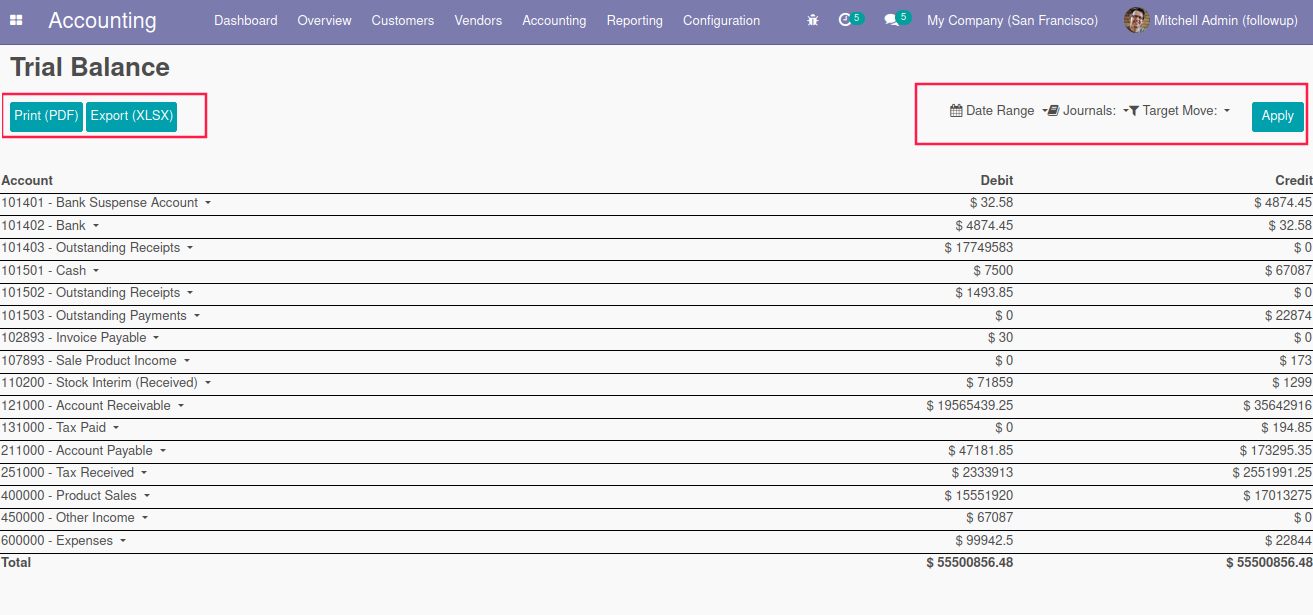 Accounting Dashboard Overview Customers Vendors Accounting Reporting Configuration 5 5 My Company (San Francisco) Mitchell Admin (followup)
Trial Balance
Print (PDF) Export (XLSX) Date Range Journals: Target Move: Apply
Account Debit Credit
101401 - Bank Suspense Account $ 32.58 $ 4874.45
101402 - Bank $ 4874.45 $ 32.58
101403 - Outstanding Receipts $ 17749583 $ 0
101501 - Cash $ 7500 $ 67087
101502 - Outstanding Receipts $ 1493.85 $ 0
101503 - Outstanding Payments $ 0 $ 22874
102893 - Invoice Payable $ 30 $ 0
107893 - Sale Product Income $ 0 $ 173
110200 - Stock Interim (Received) $ 71859 $ 1299
121000 - Account Receivable $ 19565439.25 $ 35642916
131000 - Tax Paid $ 0 $ 194.85
211000 - Account Payable $ 47181.85 $ 173295.35
251000 - Tax Received $ 2333913 $ 2551991.25
400000 - Product Sales $ 15551920 $ 17013275
450000 - Other Income $ 67087 $ 0
600000 - Expenses $ 99942.5 $ 22844
Total $ 55500856.48 $ 55500856.48